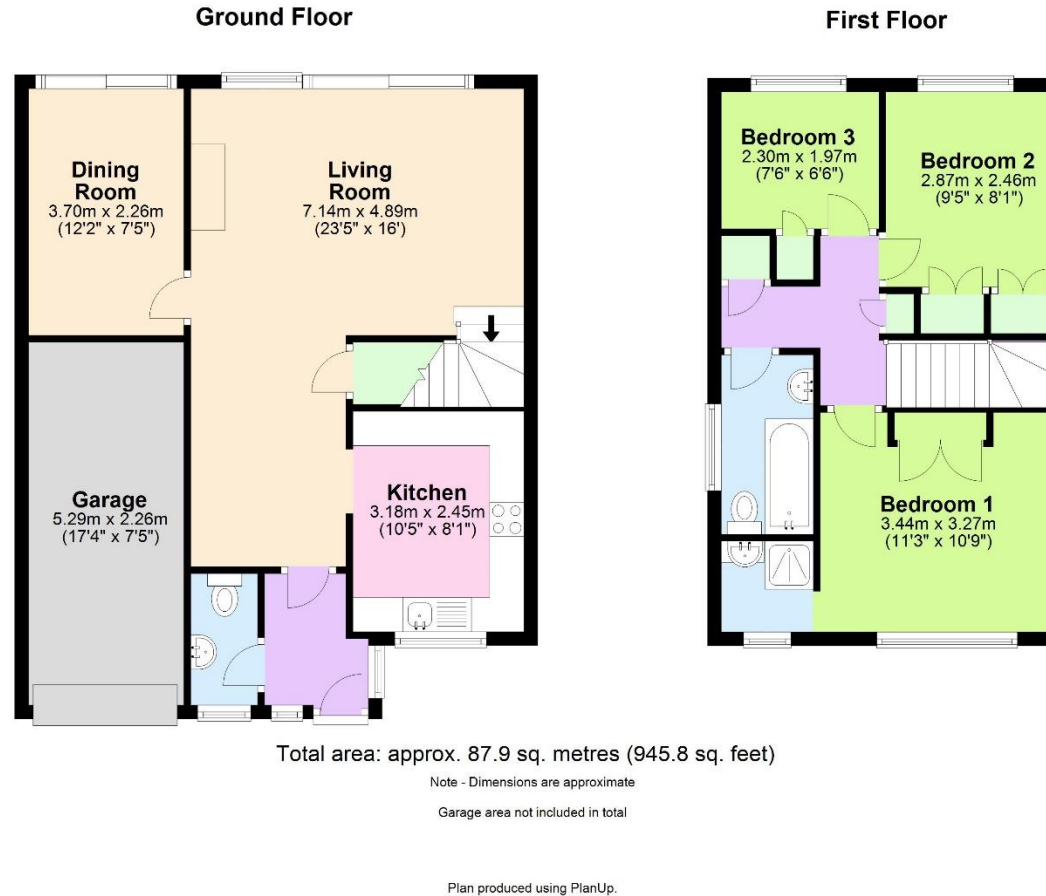 Ground Floor
Dining
Room
3.70m x 2.26m
(12'2" x 7'5")
Living
Room
7.14m x 4.89m
(23'5" x 16')
Garage
5.29m x 2.26m
(17'4" x 7'5")
Kitchen
3.18m x 2.45m
(10'5" x 8'1")
First Floor
Bedroom 3
2.30m x 1.97m
(7'6" x 6'6")
Bedroom 2
2.87m x 2.46m
(9'5" x 8'1")
Bedroom 1
3.44m x 3.27m
(11'3" x 10'9")
Total area: approx. 87.9 sq. metres (945.8 sq. feet)
Note - Dimensions are approximate
Garage area not included in total
Plan produced using PlanUp.